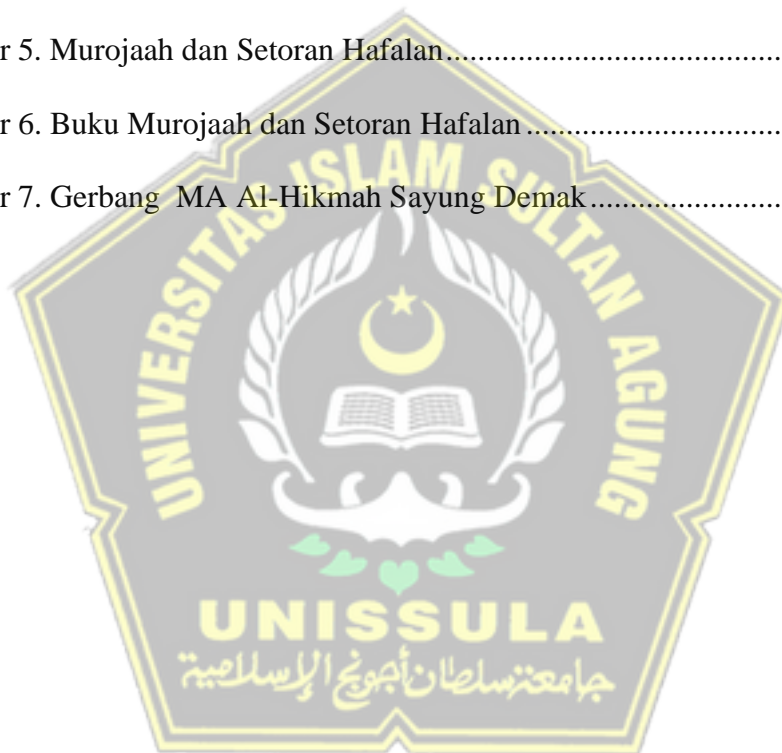 r 5. Murojaah dan Setoran Hafalan........................................
r 6. Buku Murojaah dan Setoran Hafalan ..............................
r 7. Gerbang  MA Al-Hikmah Sayung Demak......................
UNIVERSITAS ISLAM SULTAN AGUNG
UNISSULA
جامعة سلطان أجونج الإسلامية